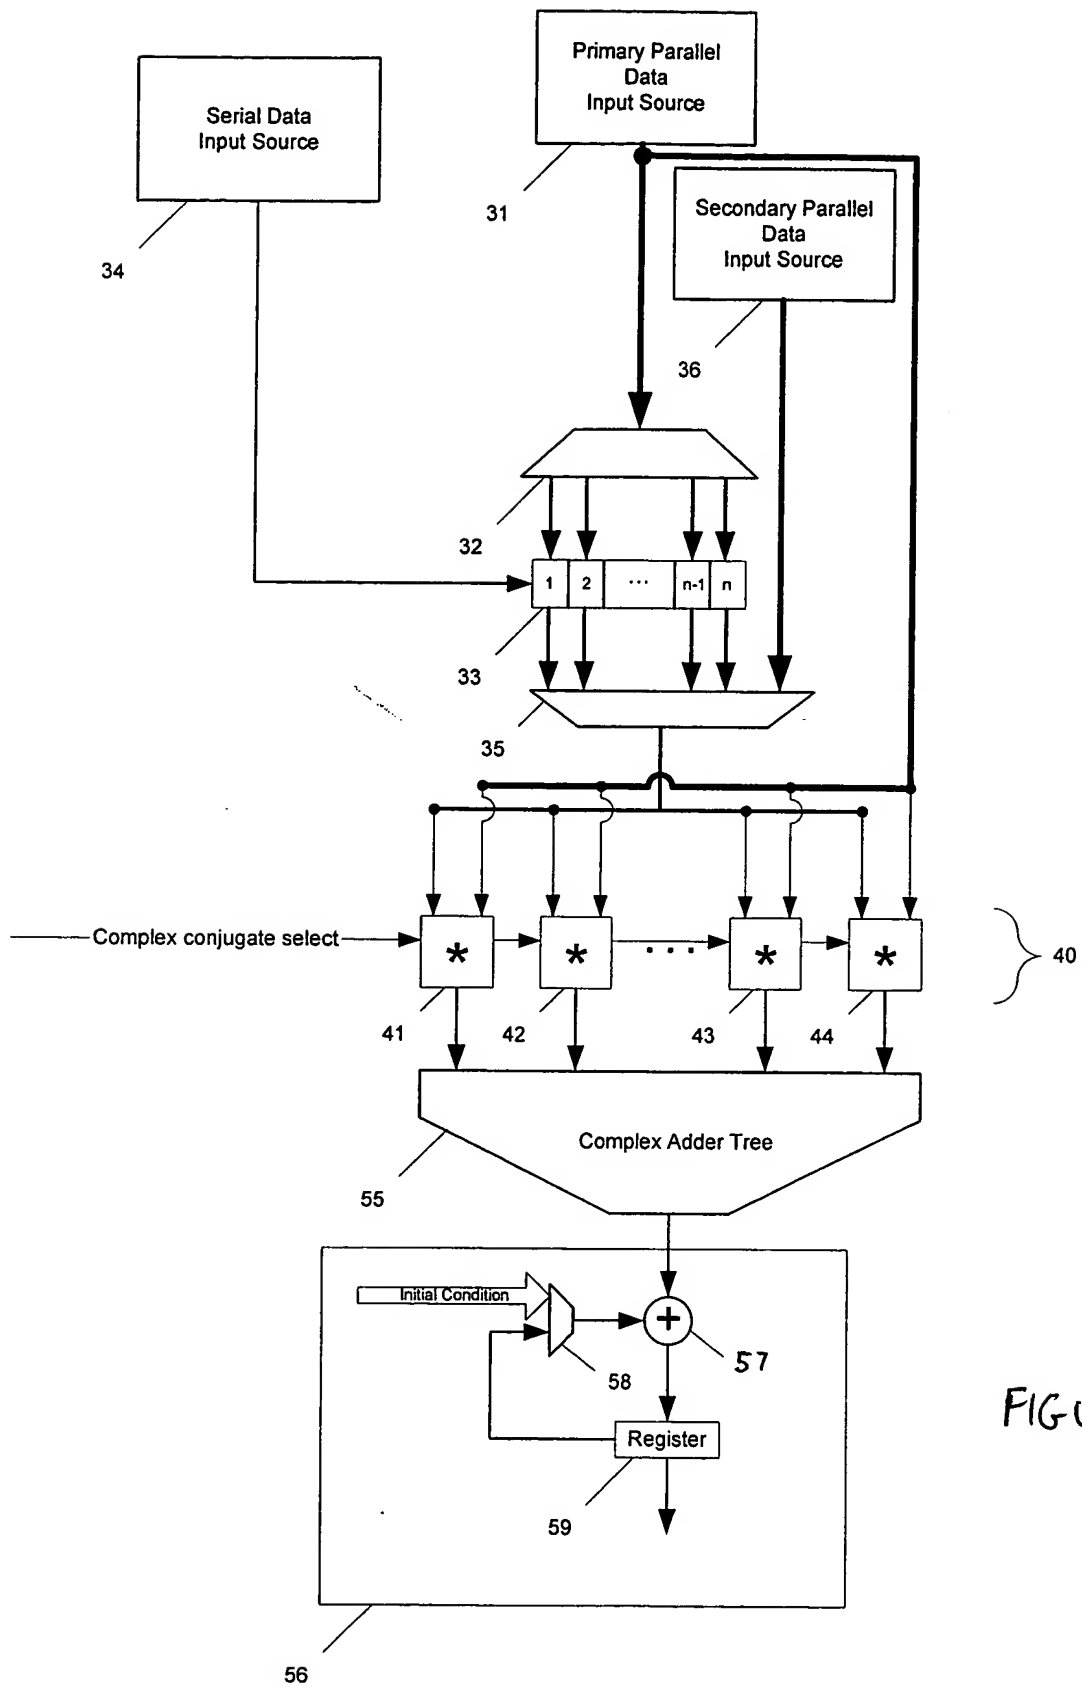 Primary Parallel
Data
Input Source
Serial Data
Input Source
31
Secondary Parallel
Data
Input Source
34
36
32
1 2 ... n-1 n
33
35
Complex conjugate select
* * ... * *
40
41 42 43 44
Complex Adder Tree
55
Initial Condition
+
57
58
Register
59
56